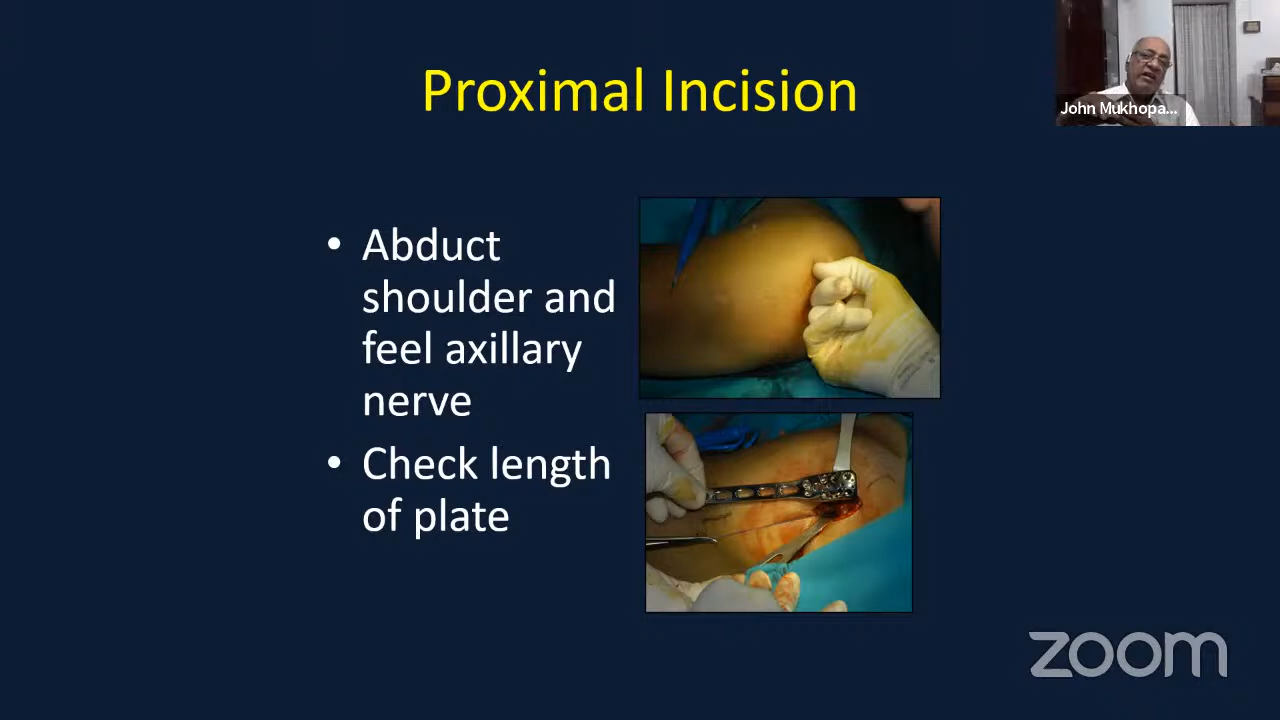 Proximal Incision
John Mukhopa...
• Abduct
shoulder and
feel axillary
nerve
• Check length
of plate
zoom